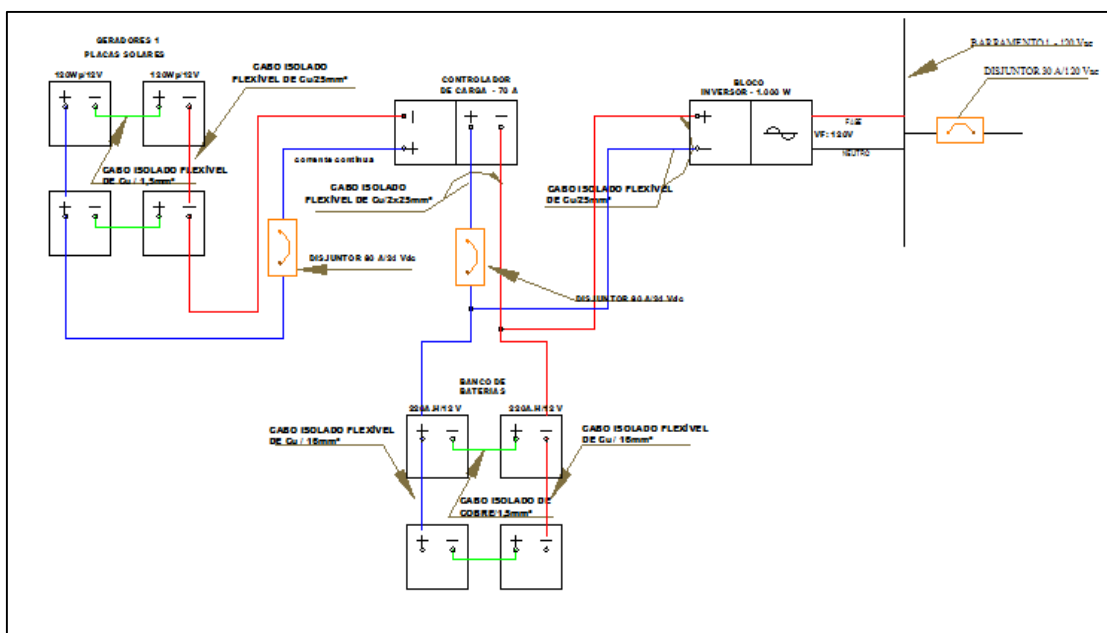 GERADORES 1
PLACAS SOLARES
120Wp/12V
120Wp/12V
CABO ISOLADO
FLEXÍVEL DE Cu/25mm²
CABO ISOLADO FLEXÍVEL
DE Cu / 1,5mm²
CONTROLADOR
DE CARGA - 70 A
corrente contínua
CABO ISOLADO
FLEXÍVEL DE Cu/2x25mm²
DISJUNTOR 80 A/24 Vdc
DISJUNTOR 80 A/24 Vdc
BLOCO
INVERSOR - 1.000 W
FASE
VF: 120V
NEUTRO
CABO ISOLADO FLEXÍVEL
DE Cu/25mm²
BARRAMENTO 1 - 120 Vac
DISJUNTOR 30 A/120 Vac
BANCO DE
BATERIAS
220A.H/12 V
220A.H/12 V
CABO ISOLADO FLEXÍVEL
DE Cu / 16mm²
CABO ISOLADO FLEXÍVEL
DE Cu / 16mm²
CABO ISOLADO DE
COBRE/1,5mm²